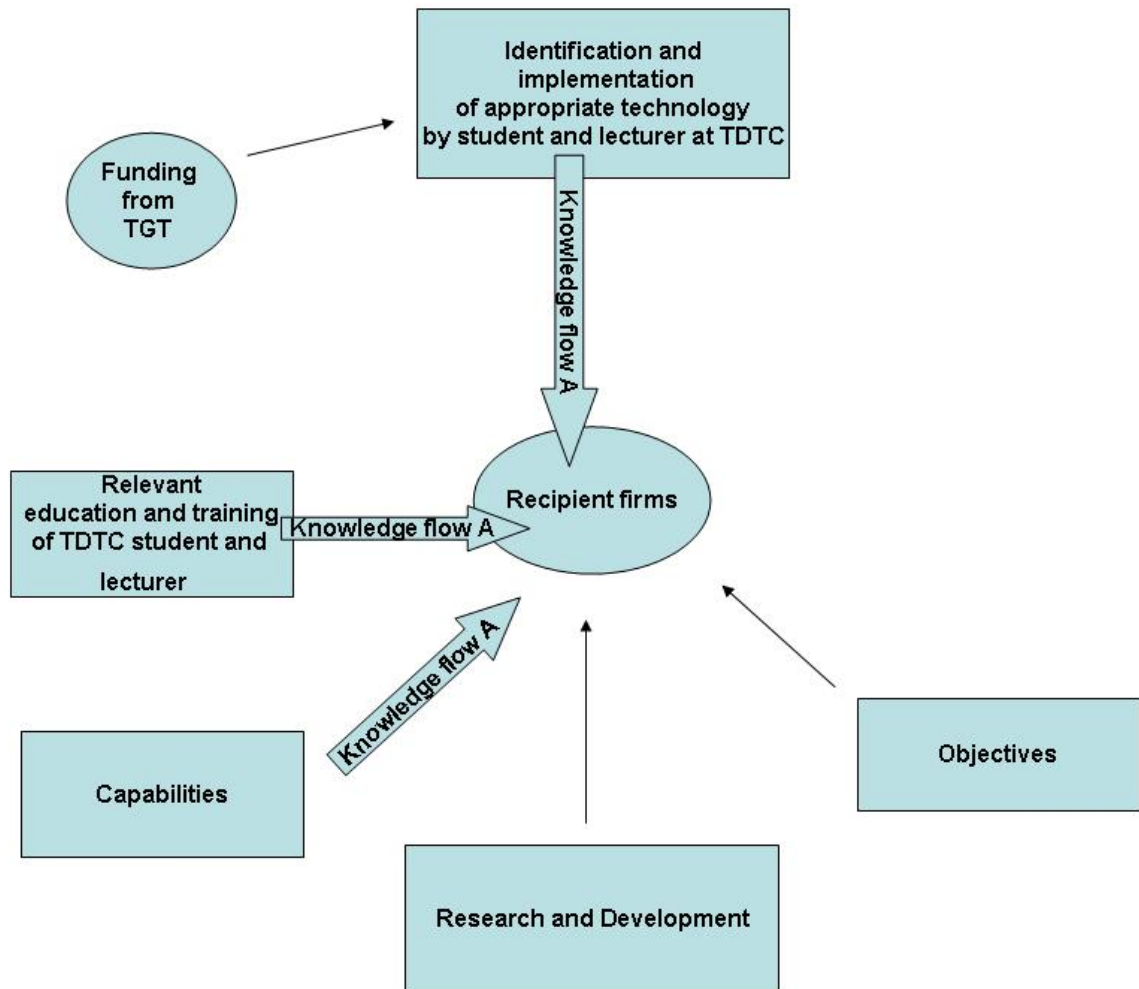 Identification and
implementation
of appropriate technology
by student and lecturer at TDTC
Funding
from
TGT
Knowledge flow A
Recipient firms
Relevant
education and training
of TDTC student and
lecturer
Knowledge flow A
Knowledge flow A
Capabilities
Objectives
Research and Development